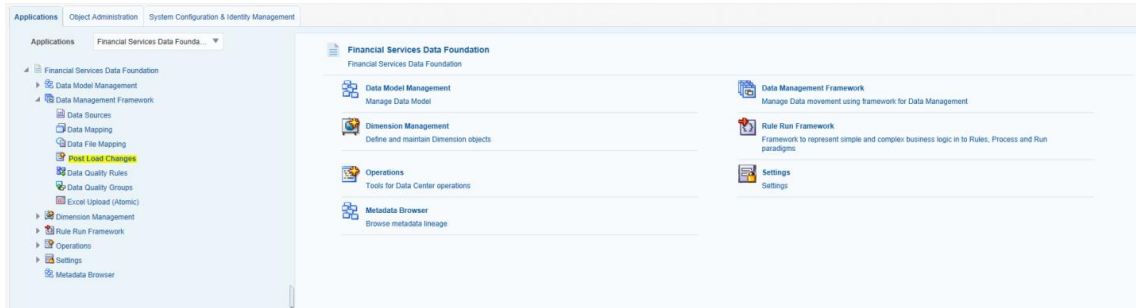 Applications
Object Administration
System Configuration & Identity Management
Applications
Financial Services Data Founda...
Financial Services Data Foundation
Data Model Management
Data Management Framework
Data Sources
Data Mapping
Data File Mapping
Post Load Changes
Data Quality Rules
Data Quality Groups
Excel Upload (Atomic)
Dimension Management
Rule Run Framework
Operations
Settings
Metadata Browser
Financial Services Data Foundation
Financial Services Data Foundation
Data Model Management
Manage Data Model
Data Management Framework
Manage Data movement using framework for Data Management
Dimension Management
Define and maintain Dimension objects
Rule Run Framework
Framework to represent simple and complex business logic in to Rules, Process and Run
paradigms
Operations
Tools for Data Center operations
Settings
Settings
Metadata Browser
Browse metadata lineage